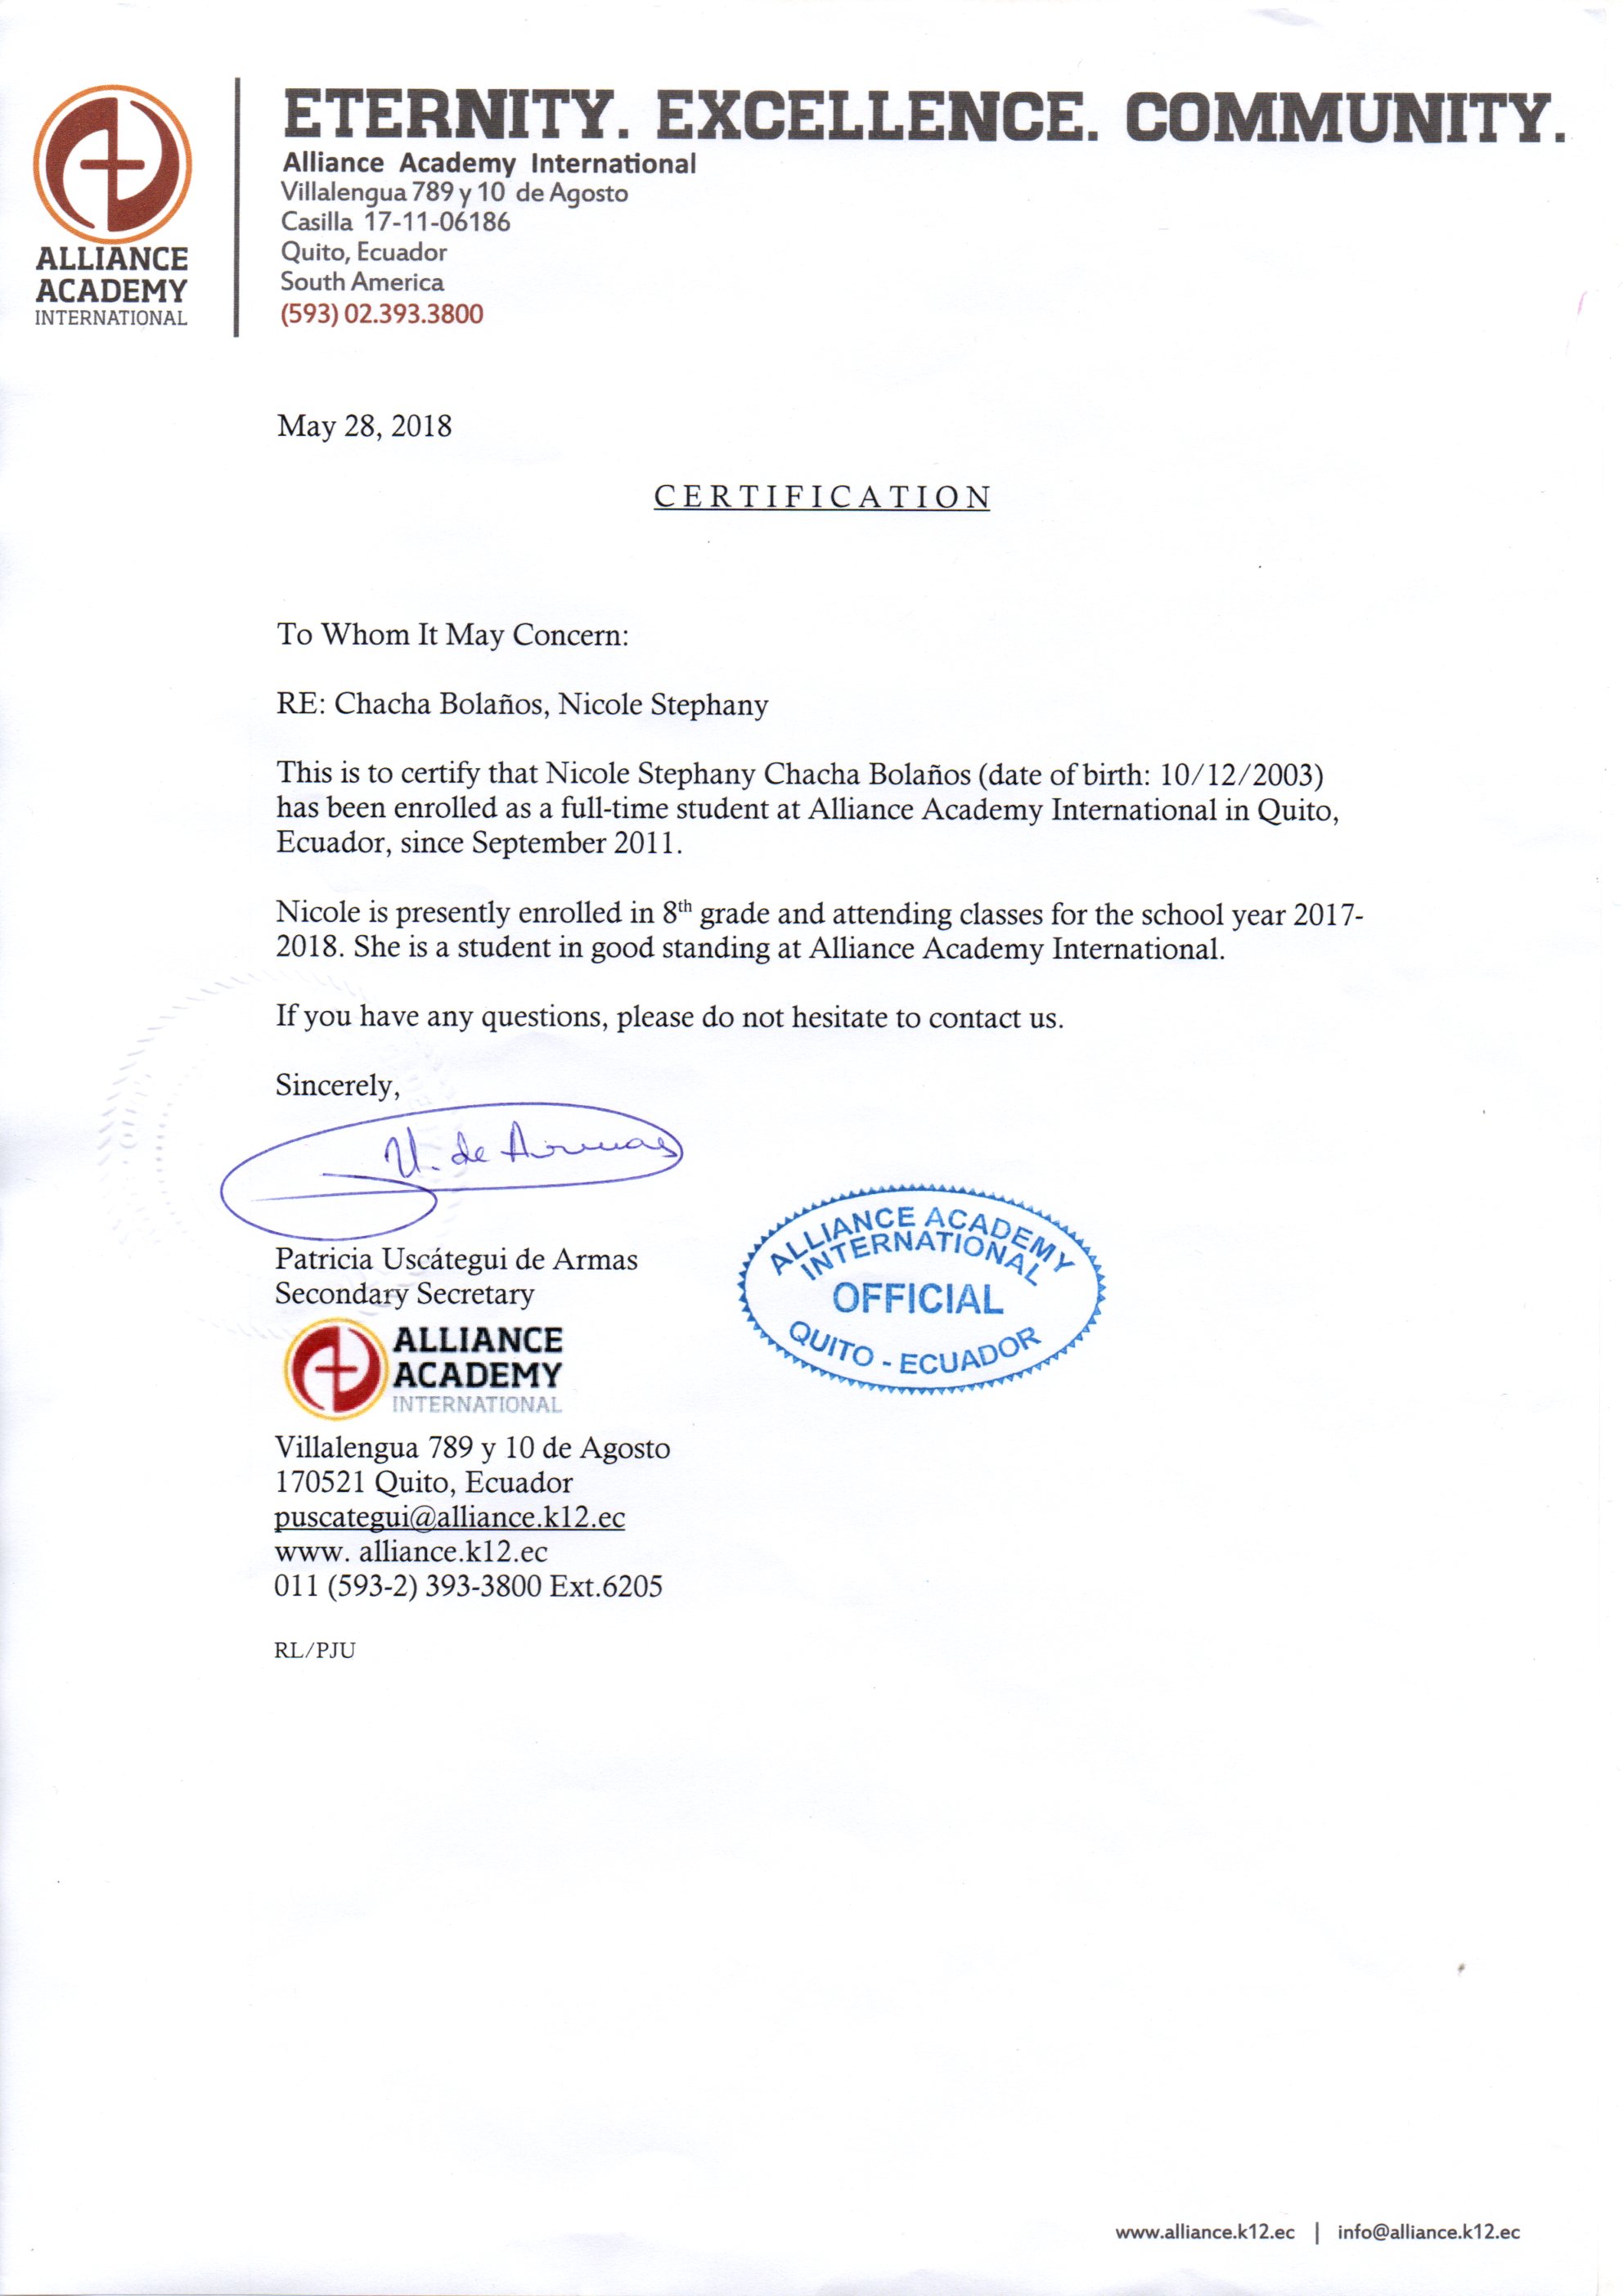 ETERNITY. EXCELLENCE. COMMUNITY.
Alliance Academy International
Villalengua 789 y 10 de Agosto
Casilla 17-11-06186
Quito, Ecuador
South America
(593) 02.393.3800
ALLIANCE
ACADEMY
INTERNATIONAL
May 28, 2018
CERTIFICATION
To Whom It May Concern:
RE: Chacha Bolaños, Nicole Stephany
This is to certify that Nicole Stephany Chacha Bolaños (date of birth: 10/12/2003)
has been enrolled as a full-time student at Alliance Academy International in Quito,
Ecuador, since September 2011.
Nicole is presently enrolled in 8th grade and attending classes for the school year 2017-
2018. She is a student in good standing at Alliance Academy International.
If you have any questions, please do not hesitate to contact us.
Sincerely,
U. de Armas
Patricia Uscátegui de Armas
Secondary Secretary
ALLIANCE
ACADEMY
INTERNATIONAL
ALLIANCE ACADEMY
INTERNATIONAL
OFFICIAL
QUITO - ECUADOR
Villalengua 789 y 10 de Agosto
170521 Quito, Ecuador
puscategui@alliance.k12.ec
www. alliance.k12.ec
011 (593-2) 393-3800 Ext.6205
RL/PJU
www.alliance.k12.ec | info@alliance.k12.ec